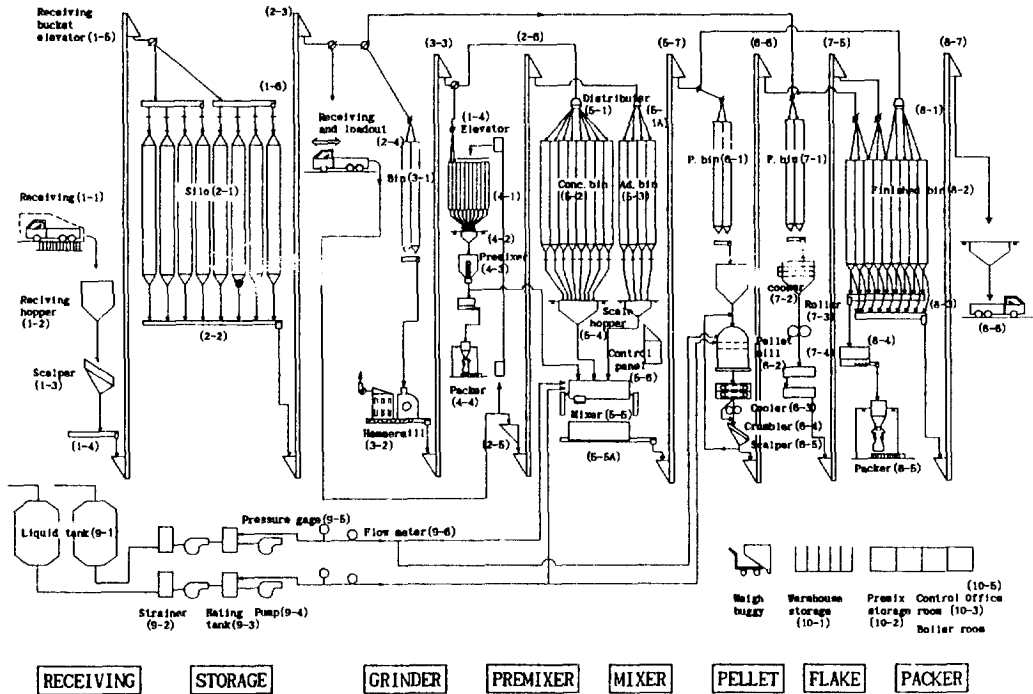 Receiving
bucket
elevator(1-5)
(2-3)
(3-3)
(2-6)
(5-7)
(6-6)
(7-5)
(8-7)
(1-6)
Receiving
and loadout
(2-4)
(1-4)
Elevator
Distributer
(5-1)
(5-1A)
(8-1)
Silo(2-1)
Bin(3-1)
(4-1)
Conc.bin
(5-2)
Ad.bin
(5-3)
P.bin(6-1)
F.bin(7-1)
Finished bin(8-2)
Receiving (1-1)
(4-2)
Premixer
(4-3)
Reciving
hopper
(1-2)
(2-2)
Scale
hopper
(5-4)
Cooker
(7-2)
Roller
(7-3)
(8-3)
(6-6)
Scalper
(1-3)
Control
panel
(5-6)
Pellet
mill
(6-2)
(7-4)
(8-4)
Packer
(4-4)
Mixer(5-5)
Cooler(6-3)
Crumbler(6-4)
Scalper(6-5)
(1-4)
Hammermill
(3-2)
(2-5)
(5-5A)
Packer(8-5)
Liquid tank(9-1)
Pressure gage(9-5)
Flow meter(9-6)
Strainer
(9-2)
Rating
tank(9-3)
Pump(9-4)
Weigh
buggy
Warehouse
storage
(10-1)
Premix
storage
(10-2)
Control
room
(10-3)
Office
(10-5)
Boiler room
RECEIVING STORAGE GRINDER PREMIXER MIXER PELLET FLAKE PACKER